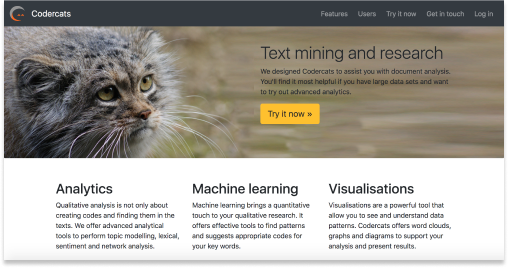 Codercats
Features Users Try it now Get in touch Log in
Text mining and research
We designed Codercats to assist you with document analysis.
You'll find it most helpful if you have large data sets and want
to try out advanced analytics.
Try it now »
Analytics
Qualitative analysis is not only about
creating codes and finding them in the
texts. We offer advanced analytical
tools to perform topic modelling, lexical,
sentiment and network analysis.
Machine learning
Machine learning brings a quantitative
touch to your qualitative research. It
offers effective tools to find patterns
and suggests appropriate codes for
your key words.
Visualisations
Visualisations are a powerful tool that
allow you to see and understand data
patterns. Codercats offers word clouds,
graphs and diagrams to support your
analysis and present results.